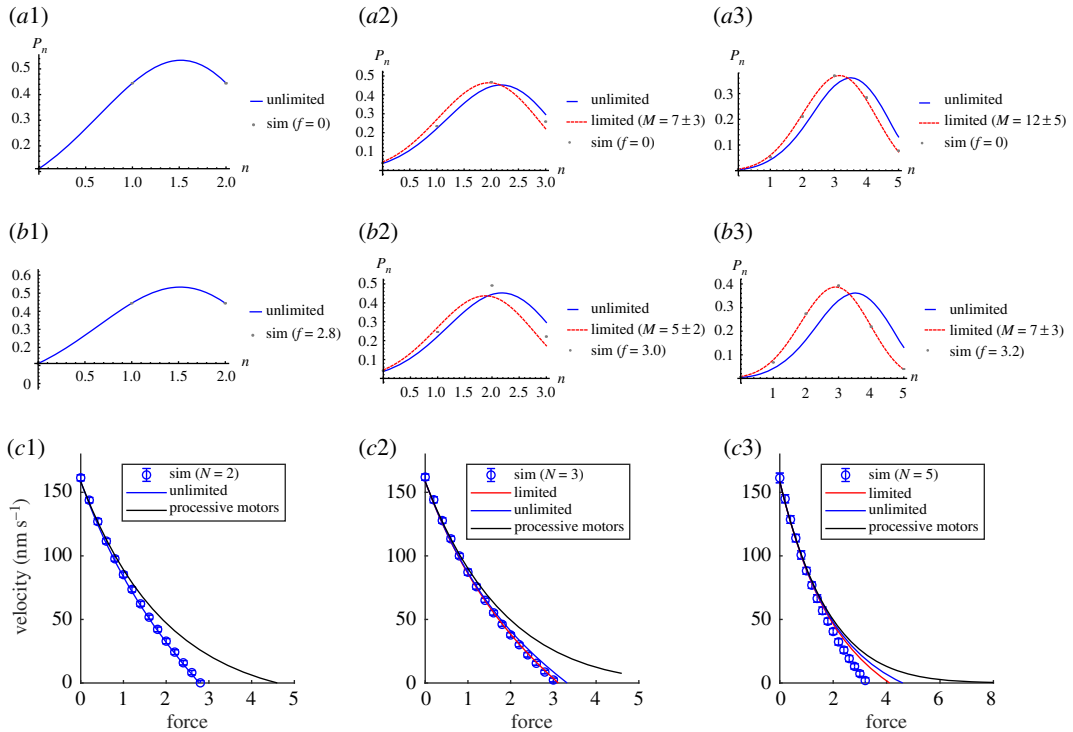 (a1)
P_n
0.5
0.4
0.3
0.2
0.5
1.0
1.5
2.0
n
unlimited
sim (f = 0)
(a2)
P_n
0.5
0.4
0.3
0.2
0.1
0.5
1.0
1.5
2.0
2.5
3.0
n
unlimited
limited (M = 7 ± 3)
sim (f = 0)
(a3)
P_n
0.3
0.2
0.1
1
2
3
4
5
n
unlimited
limited (M = 12 ± 5)
sim (f = 0)
(b1)
P_n
0.6
0.5
0.4
0.3
0.2
0
0.5
1.0
1.5
2.0
n
unlimited
sim (f = 2.8)
(b2)
P_n
0.5
0.4
0.3
0.2
0.1
0.5
1.0
1.5
2.0
2.5
3.0
n
unlimited
limited (M = 5 ± 2)
sim (f = 3.0)
(b3)
P_n
0.4
0.3
0.2
0.1
1
2
3
4
5
n
unlimited
limited (M = 7 ± 3)
sim (f = 3.2)
(c1)
velocity (nm s⁻¹)
150
100
50
0
0
1
2
3
4
5
force
sim (N = 2)
unlimited
processive motors
(c2)
150
100
50
0
0
1
2
3
4
5
force
sim (N = 3)
limited
unlimited
processive motors
(c3)
150
100
50
0
0
2
4
6
8
force
sim (N = 5)
limited
unlimited
processive motors